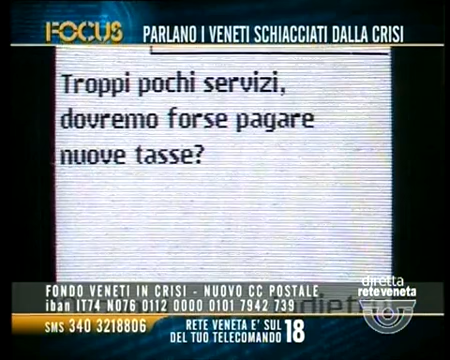 FOCUS PARLANO I VENETI SCHIACCIATI DALLA CRISI
Troppi pochi servizi,
dovremo forse pagare
nuove tasse?
FONDO VENETI IN CRISI - NUOVO CC POSTALE
iban IT74 N076 0112 0000 0101 7942 739
diretta
reteveneta
SMS 340 3218806
RETE VENETA E' SUL
DEL TUO TELECOMANDO 18